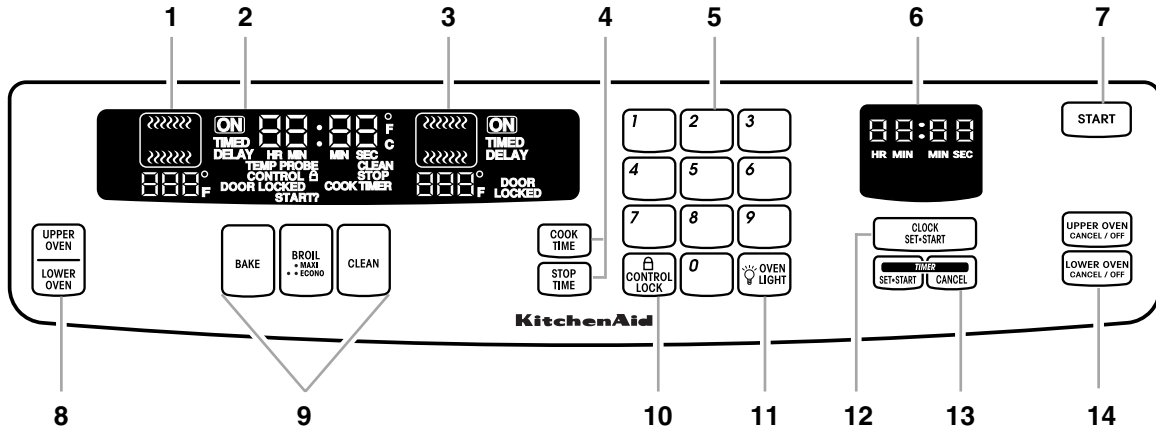 1 2 3 4 5 6 7
ON
TIMED
DELAY
88:88 °
F
C
HR MIN MIN SEC
TEMP PROBE CLEAN
CONTROL STOP
DOOR LOCKED COOK TIMER
START?
888° F
ON
TIMED
DELAY
888° F
DOOR
LOCKED
1 2 3
4 5 6
7 8 9
CONTROL
LOCK
0
OVEN
LIGHT
88:88
HR MIN MIN SEC
START
UPPER
OVEN
LOWER
OVEN
BAKE
BROIL
• MAXI
• • ECONO
CLEAN
COOK
TIME
STOP
TIME
CLOCK
SET•START
TIMER
SET•START CANCEL
UPPER OVEN
CANCEL / OFF
LOWER OVEN
CANCEL / OFF
KitchenAid
8 9 10 11 12 13 14